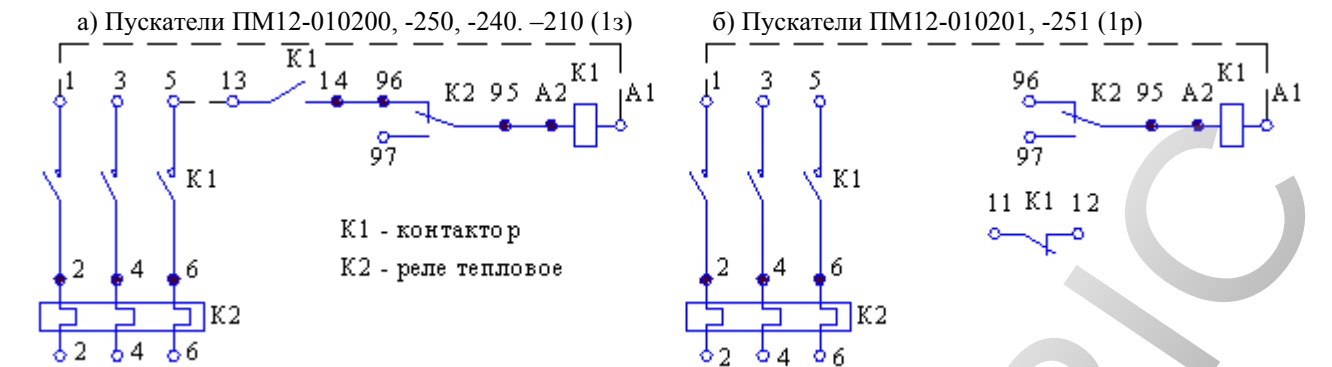 а) Пускатели ПМ12-010200, -250, -240. –210 (1з) б) Пускатели ПМ12-010201, -251 (1р)
1 3 5 13 К1 14 96 К2 95 А2 К1 А1
97
К1
К1 - контактор
К2 - реле тепловое
2 4 6
К2
2 4 6
1 3 5 96 К2 95 А2 К1 А1
97
К1
11 К1 12
2 4 6
К2
2 4 6